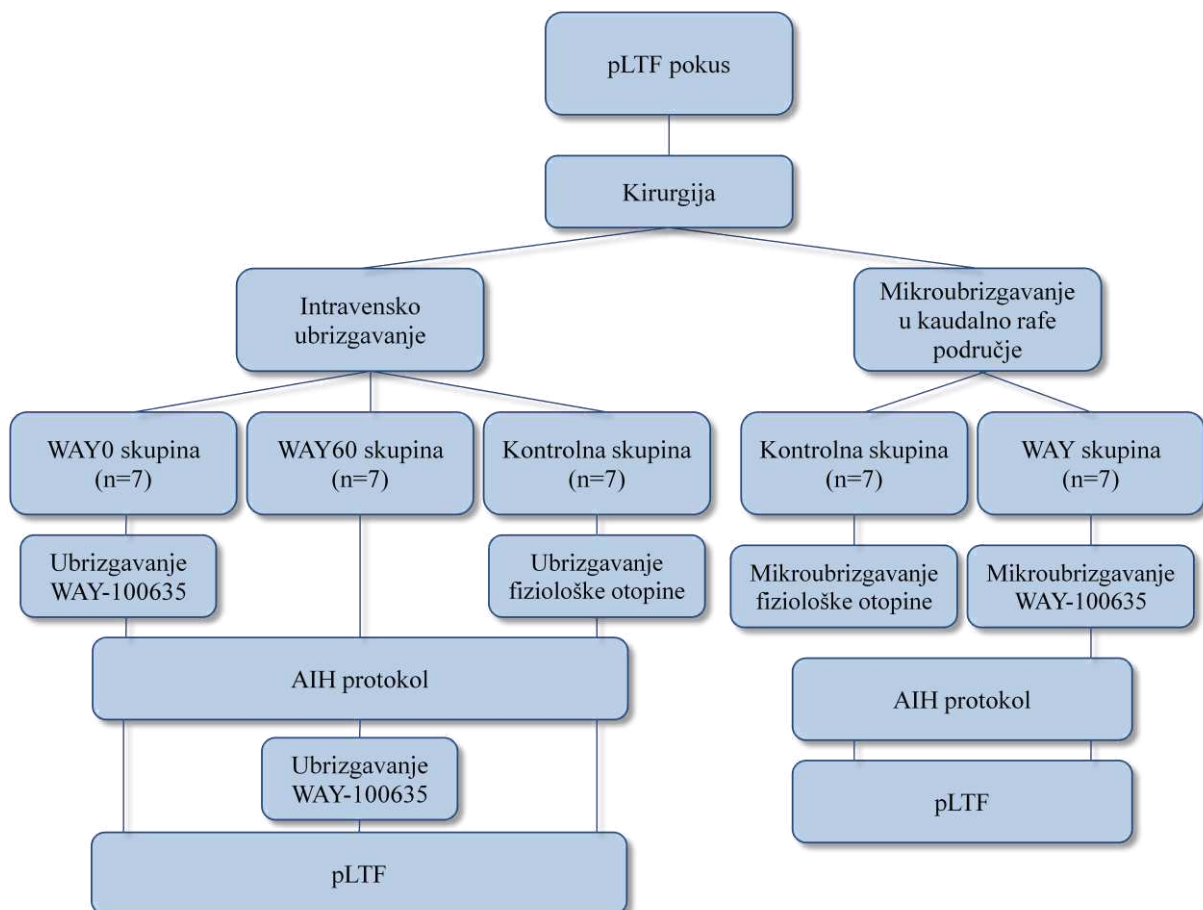 pLTF pokus
Kirurgija
Intravensko
ubrizgavanje
Mikroubrizgavanje
u kaudalno rafe
područje
WAY0 skupina
(n=7)
WAY60 skupina
(n=7)
Kontrolna skupina
(n=7)
Kontrolna skupina
(n=7)
WAY skupina
(n=7)
Ubrizgavanje
WAY-100635
Ubrizgavanje
fiziološke otopine
Mikroubrizgavanje
fiziološke otopine
Mikroubrizgavanje
WAY-100635
AIH protokol
AIH protokol
Ubrizgavanje
WAY-100635
pLTF
pLTF